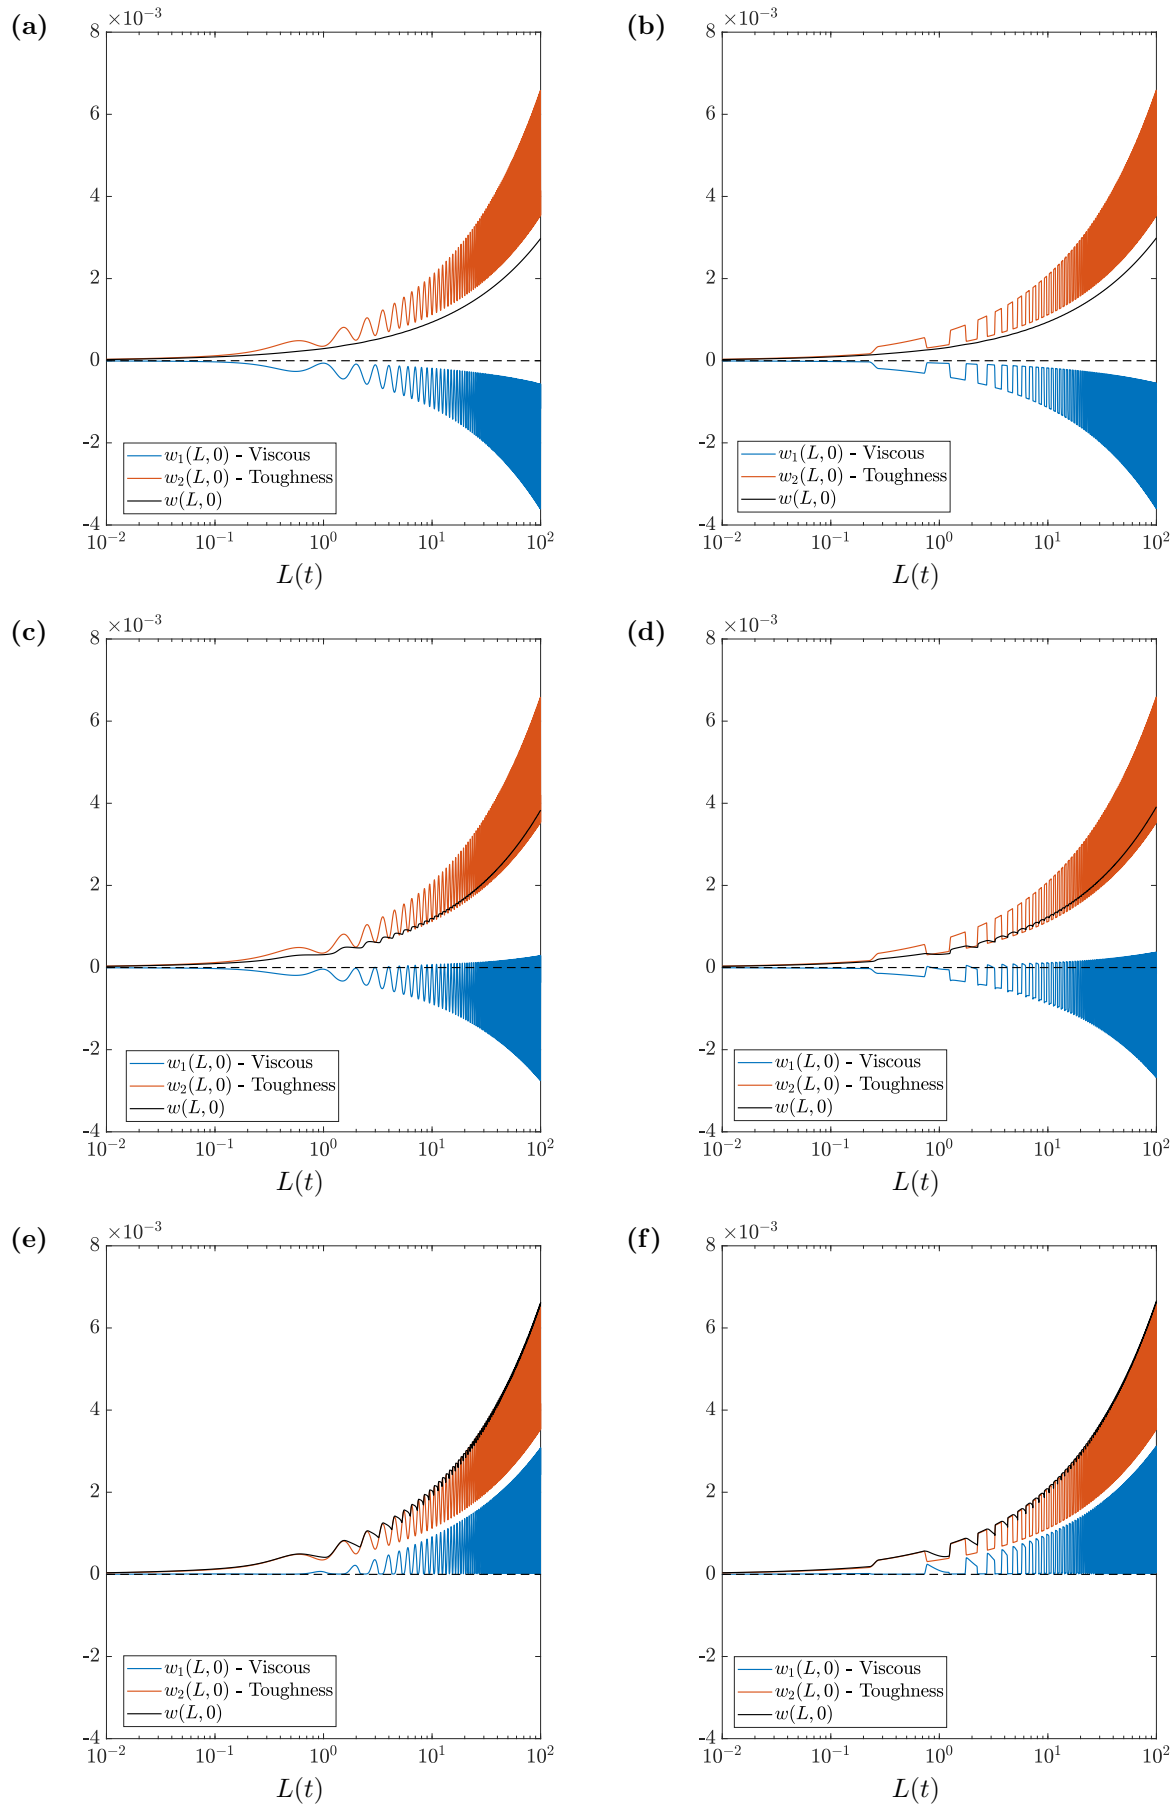 (a)
×10⁻³
8
6
4
2
0
-2
-4
w₁(L, 0) - Viscous
w₂(L, 0) - Toughness
w(L, 0)
10⁻² 10⁻¹ 10⁰ 10¹ 10²
L(t)
(b)
×10⁻³
8
6
4
2
0
-2
-4
w₁(L, 0) - Viscous
w₂(L, 0) - Toughness
w(L, 0)
10⁻² 10⁻¹ 10⁰ 10¹ 10²
L(t)
(c)
×10⁻³
8
6
4
2
0
-2
-4
w₁(L, 0) - Viscous
w₂(L, 0) - Toughness
w(L, 0)
10⁻² 10⁻¹ 10⁰ 10¹ 10²
L(t)
(d)
×10⁻³
8
6
4
2
0
-2
-4
w₁(L, 0) - Viscous
w₂(L, 0) - Toughness
w(L, 0)
10⁻² 10⁻¹ 10⁰ 10¹ 10²
L(t)
(e)
×10⁻³
8
6
4
2
0
-2
-4
w₁(L, 0) - Viscous
w₂(L, 0) - Toughness
w(L, 0)
10⁻² 10⁻¹ 10⁰ 10¹ 10²
L(t)
(f)
×10⁻³
8
6
4
2
0
-2
-4
w₁(L, 0) - Viscous
w₂(L, 0) - Toughness
w(L, 0)
10⁻² 10⁻¹ 10⁰ 10¹ 10²
L(t)